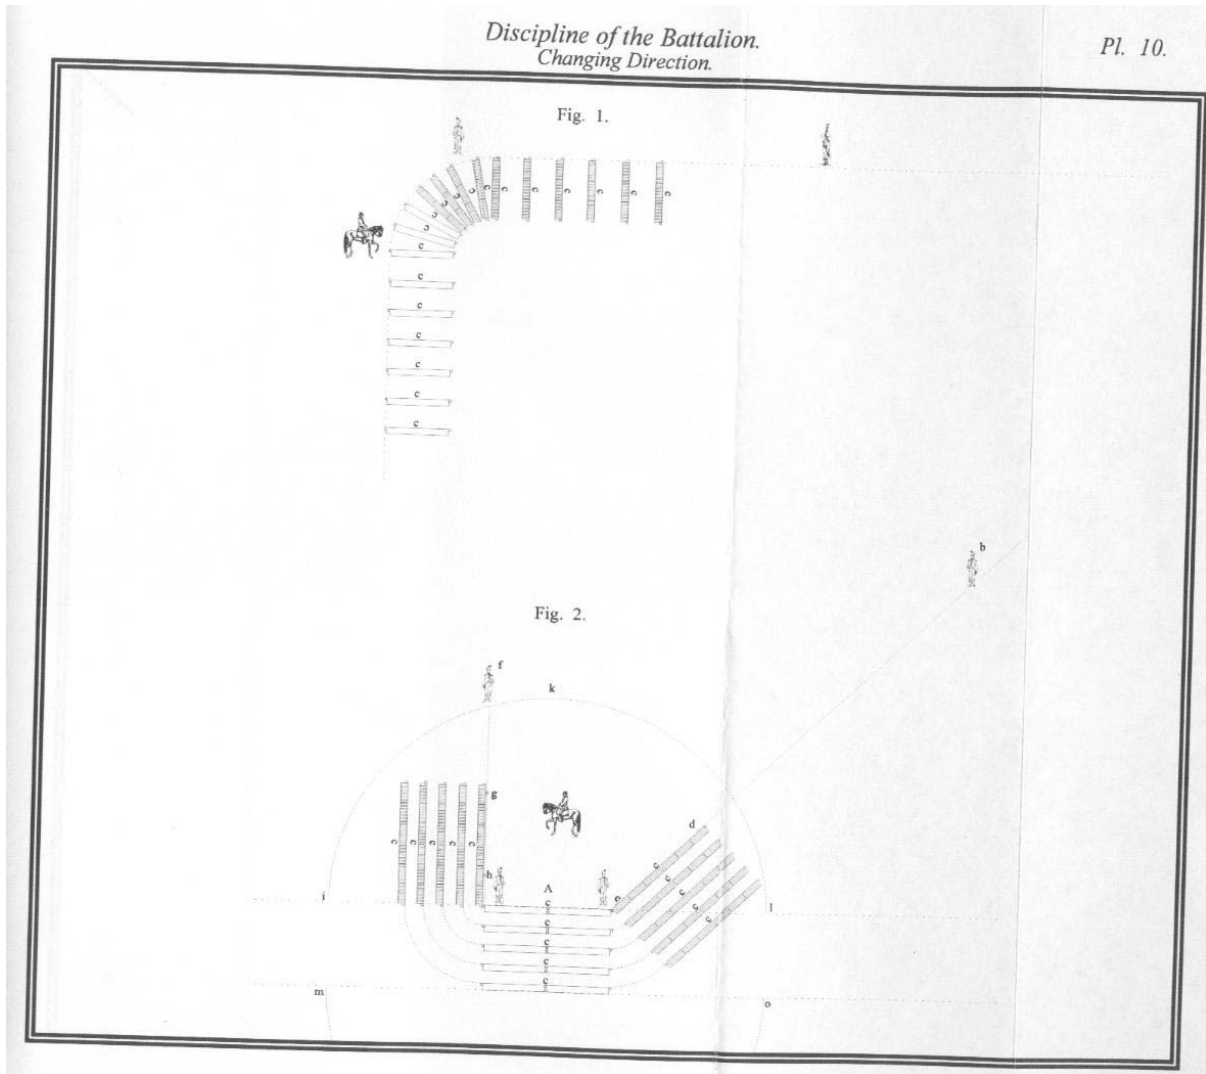 Discipline of the Battalion.
Changing Direction.
Pl. 10.
Fig. 1.
c c c c c c
c c c c c
c
c
c
c
c
c
c
c
b
Fig. 2.
f
k
g
d
c c c c
h
A
e
c
c
c
c
i
l
c
c
c
c
c
m
o